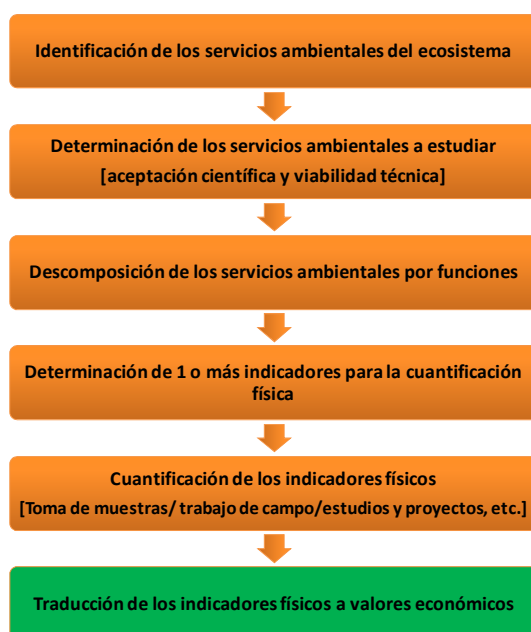 Identificación de los servicios ambientales del ecosistema
Determinación de los servicios ambientales a estudiar
[aceptación científica y viabilidad técnica]
Descomposición de los servicios ambientales por funciones
Determinación de 1 o más indicadores para la cuantificación
física
Cuantificación de los indicadores físicos
[Toma de muestras/ trabajo de campo/estudios y proyectos, etc.]
Traducción de los indicadores físicos a valores económicos